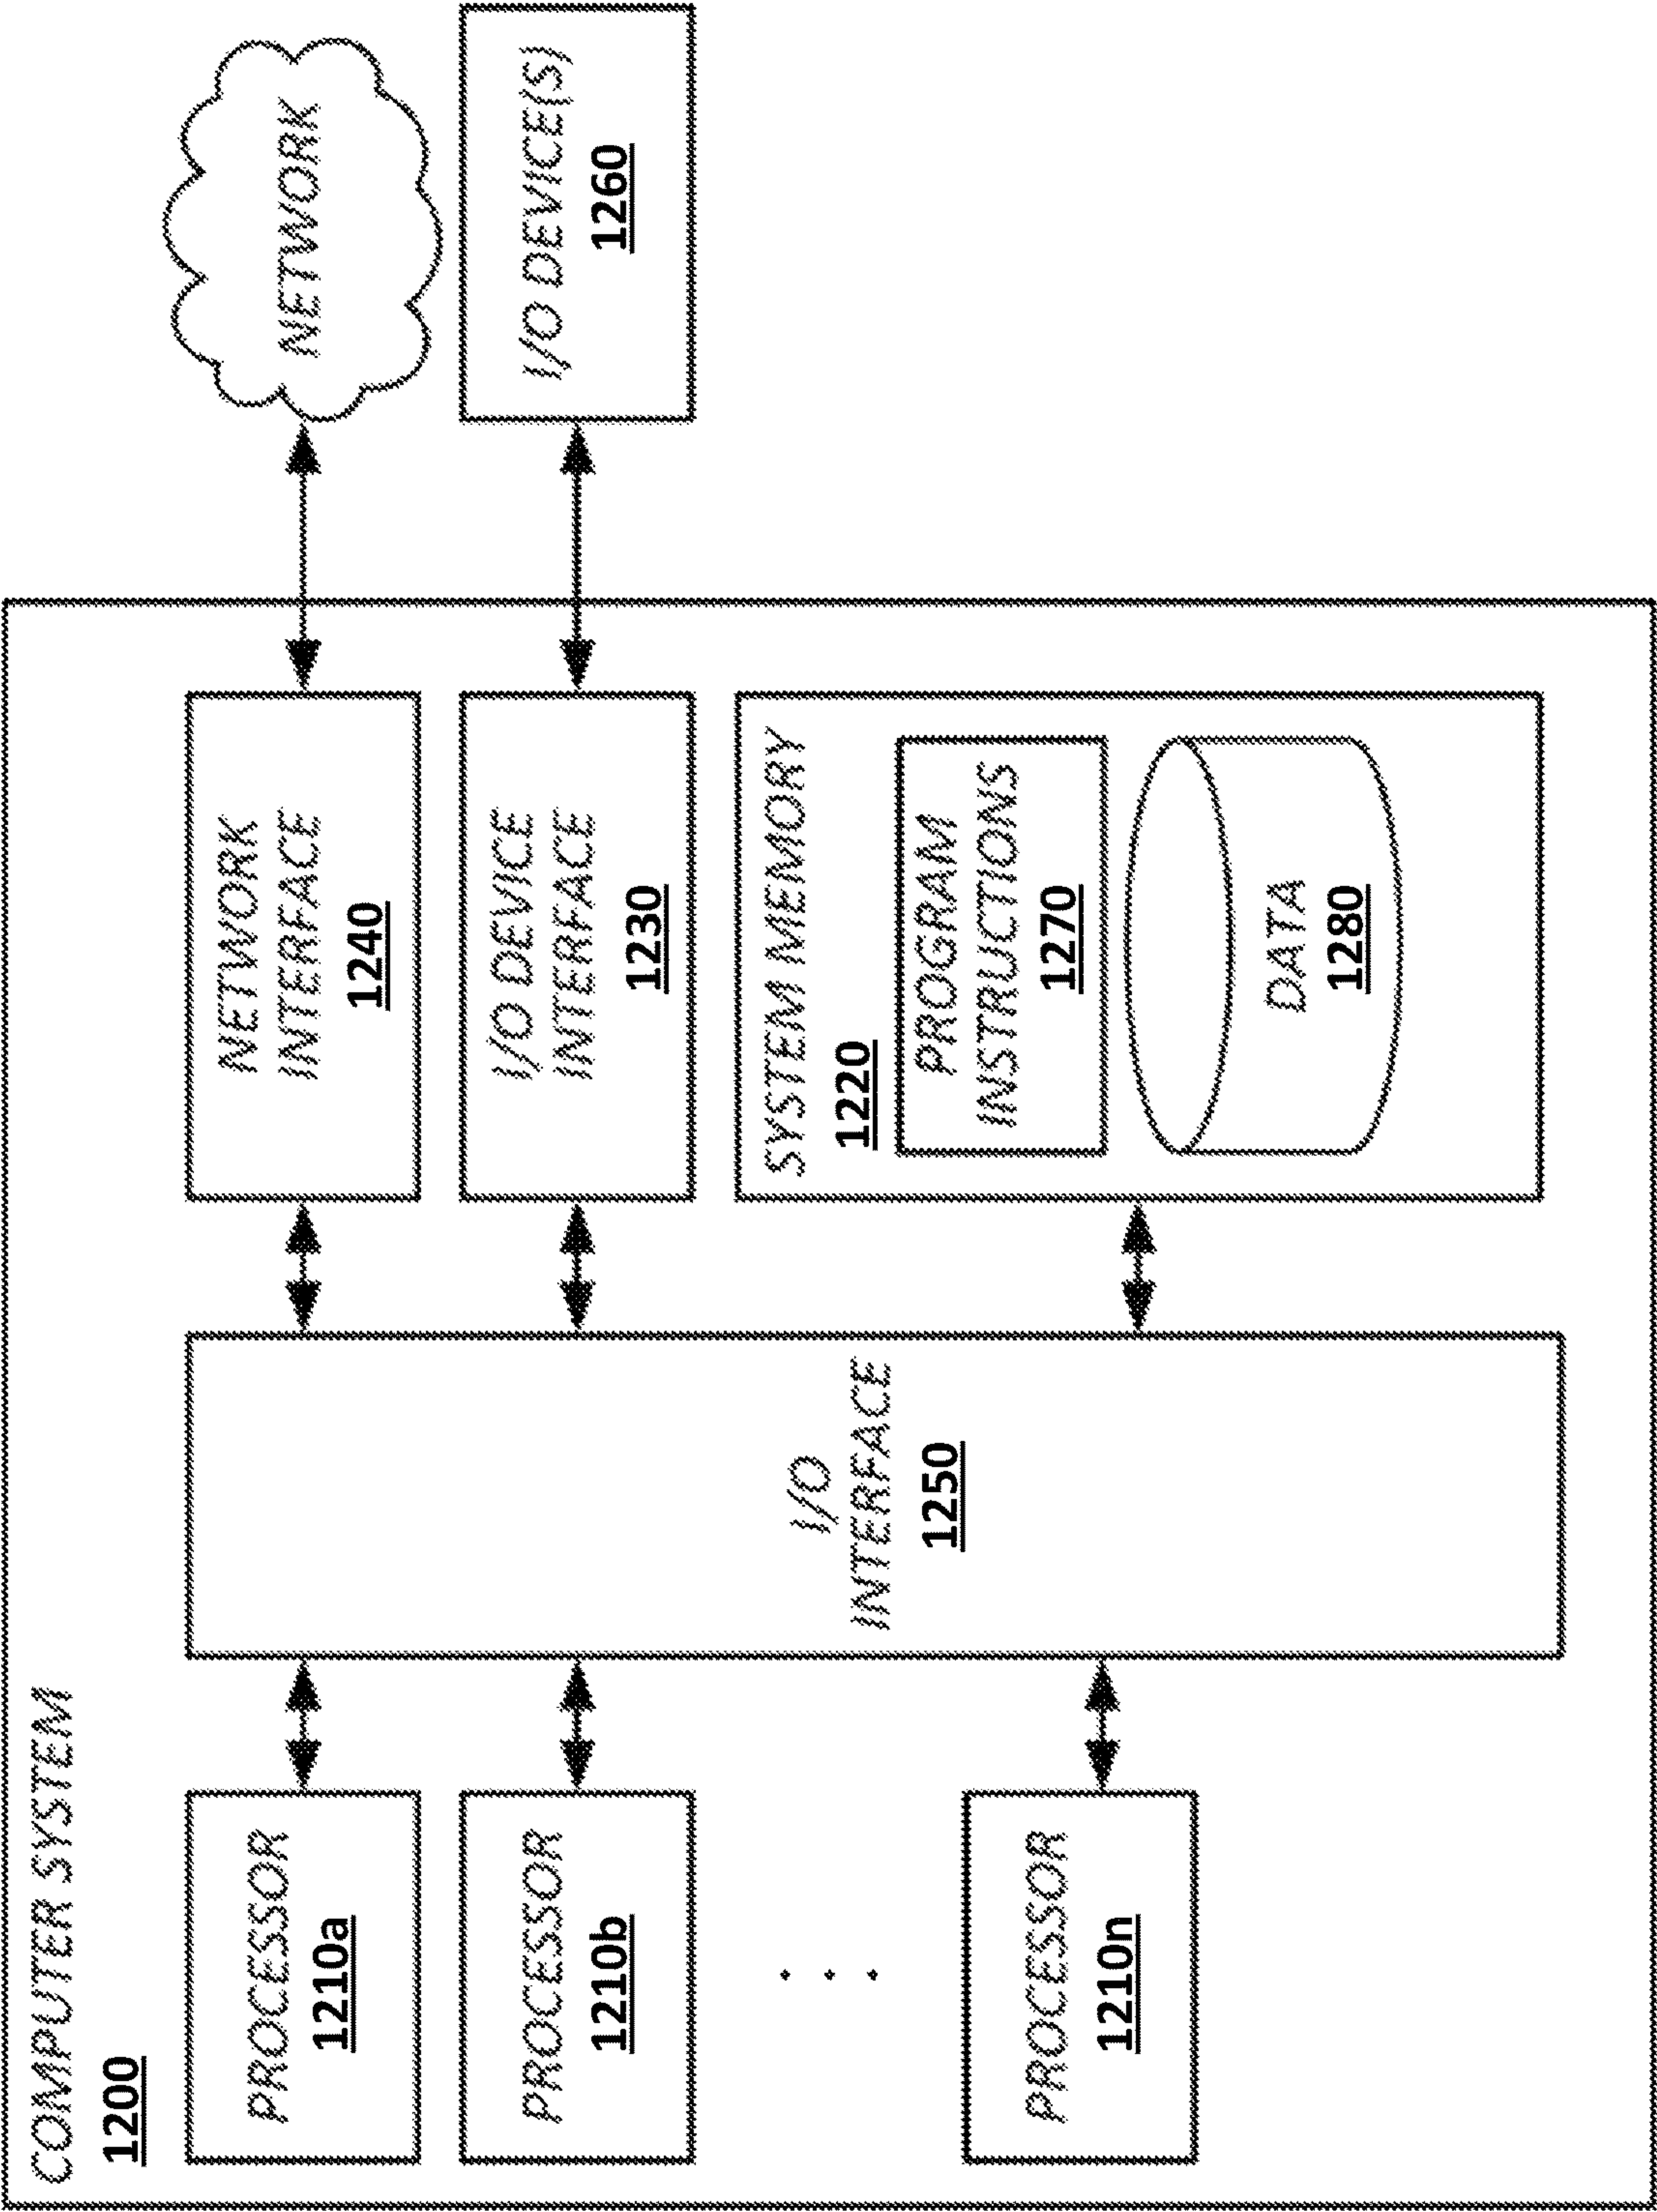 COMPUTER SYSTEM
1200
PROCESSOR
1210a
PROCESSOR
1210b
. . .
PROCESSOR
1210n
I/O
INTERFACE
1250
NETWORK
INTERFACE
1240
I/O DEVICE
INTERFACE
1230
SYSTEM MEMORY
1220
PROGRAM
INSTRUCTIONS
1270
DATA
1280
NETWORK
I/O DEVICE(S)
1260